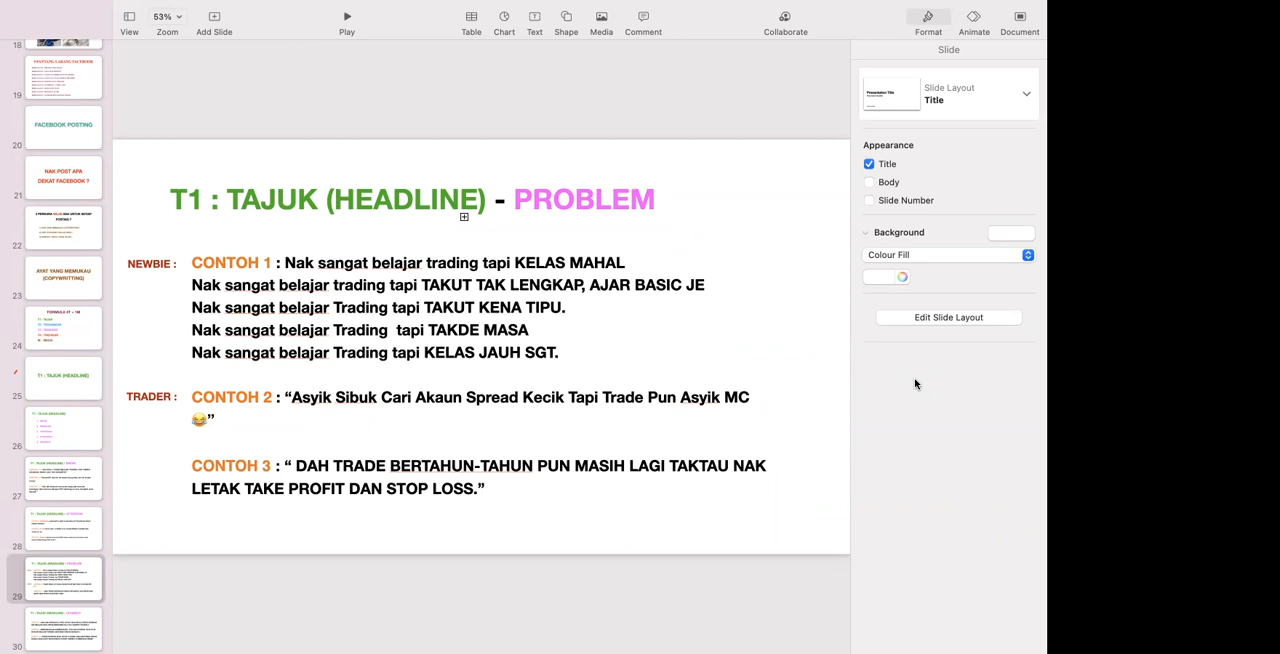 53%
View
Zoom
Add Slide
Play
Table
Chart
Text
Shape
Media
Comment
Collaborate
Format
Animate
Document
Slide
Slide Layout
Title
Appearance
Title
Body
Slide Number
Background
Colour Fill
Edit Slide Layout
18
19
FACEBOOK POSTING
20
NAK POST APA
DEKAT FACEBOOK ?
21
22
AYAT YANG MEMUKAU
(COPYWRITTING)
23
24
T1 : TAJUK (HEADLINE)
25
26
27
28
29
30
T1 : TAJUK (HEADLINE) - PROBLEM
NEWBIE : CONTOH 1 : Nak sangat belajar trading tapi KELAS MAHAL
Nak sangat belajar trading tapi TAKUT TAK LENGKAP, AJAR BASIC JE
Nak sangat belajar Trading tapi TAKUT KENA TIPU.
Nak sangat belajar Trading  tapi TAKDE MASA
Nak sangat belajar Trading tapi KELAS JAUH SGT.
TRADER : CONTOH 2 : “Asyik Sibuk Cari Akaun Spread Kecik Tapi Trade Pun Asyik MC
😂”
CONTOH 3 : “ DAH TRADE BERTAHUN-TAHUN PUN MASIH LAGI TAKTAU NAK
LETAK TAKE PROFIT DAN STOP LOSS.”